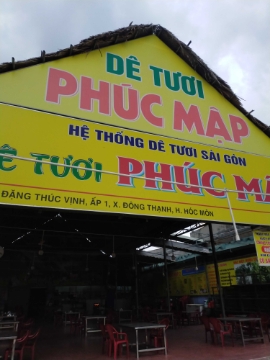 DÊ TƯƠI
PHÚC MẬP
HỆ THỐNG DÊ TƯƠI SÀI GÒN
DÊ TƯƠI PHÚC MẬ
ĐẶNG THÚC VỊNH, ẤP 1, X. ĐÔNG THẠNH, H. HÓC MÔN